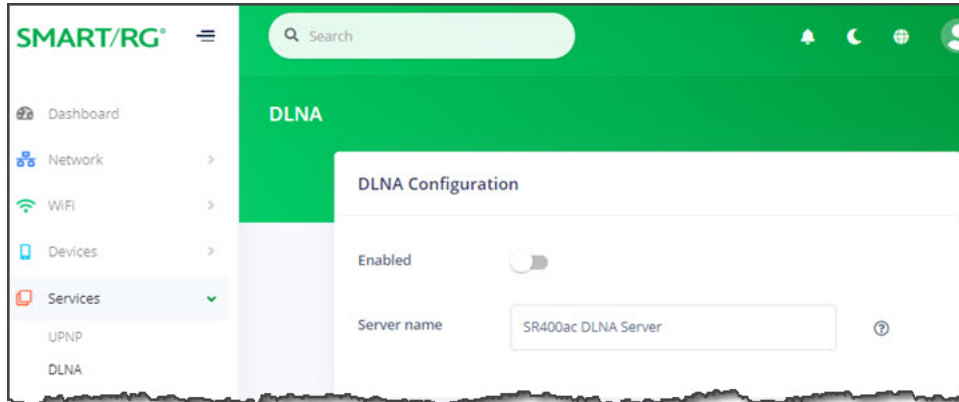 SMART/RG®
Search
Dashboard
Network
WiFi
Devices
Services
UPNP
DLNA
DLNA
DLNA Configuration
Enabled
Server name
SR400ac DLNA Server